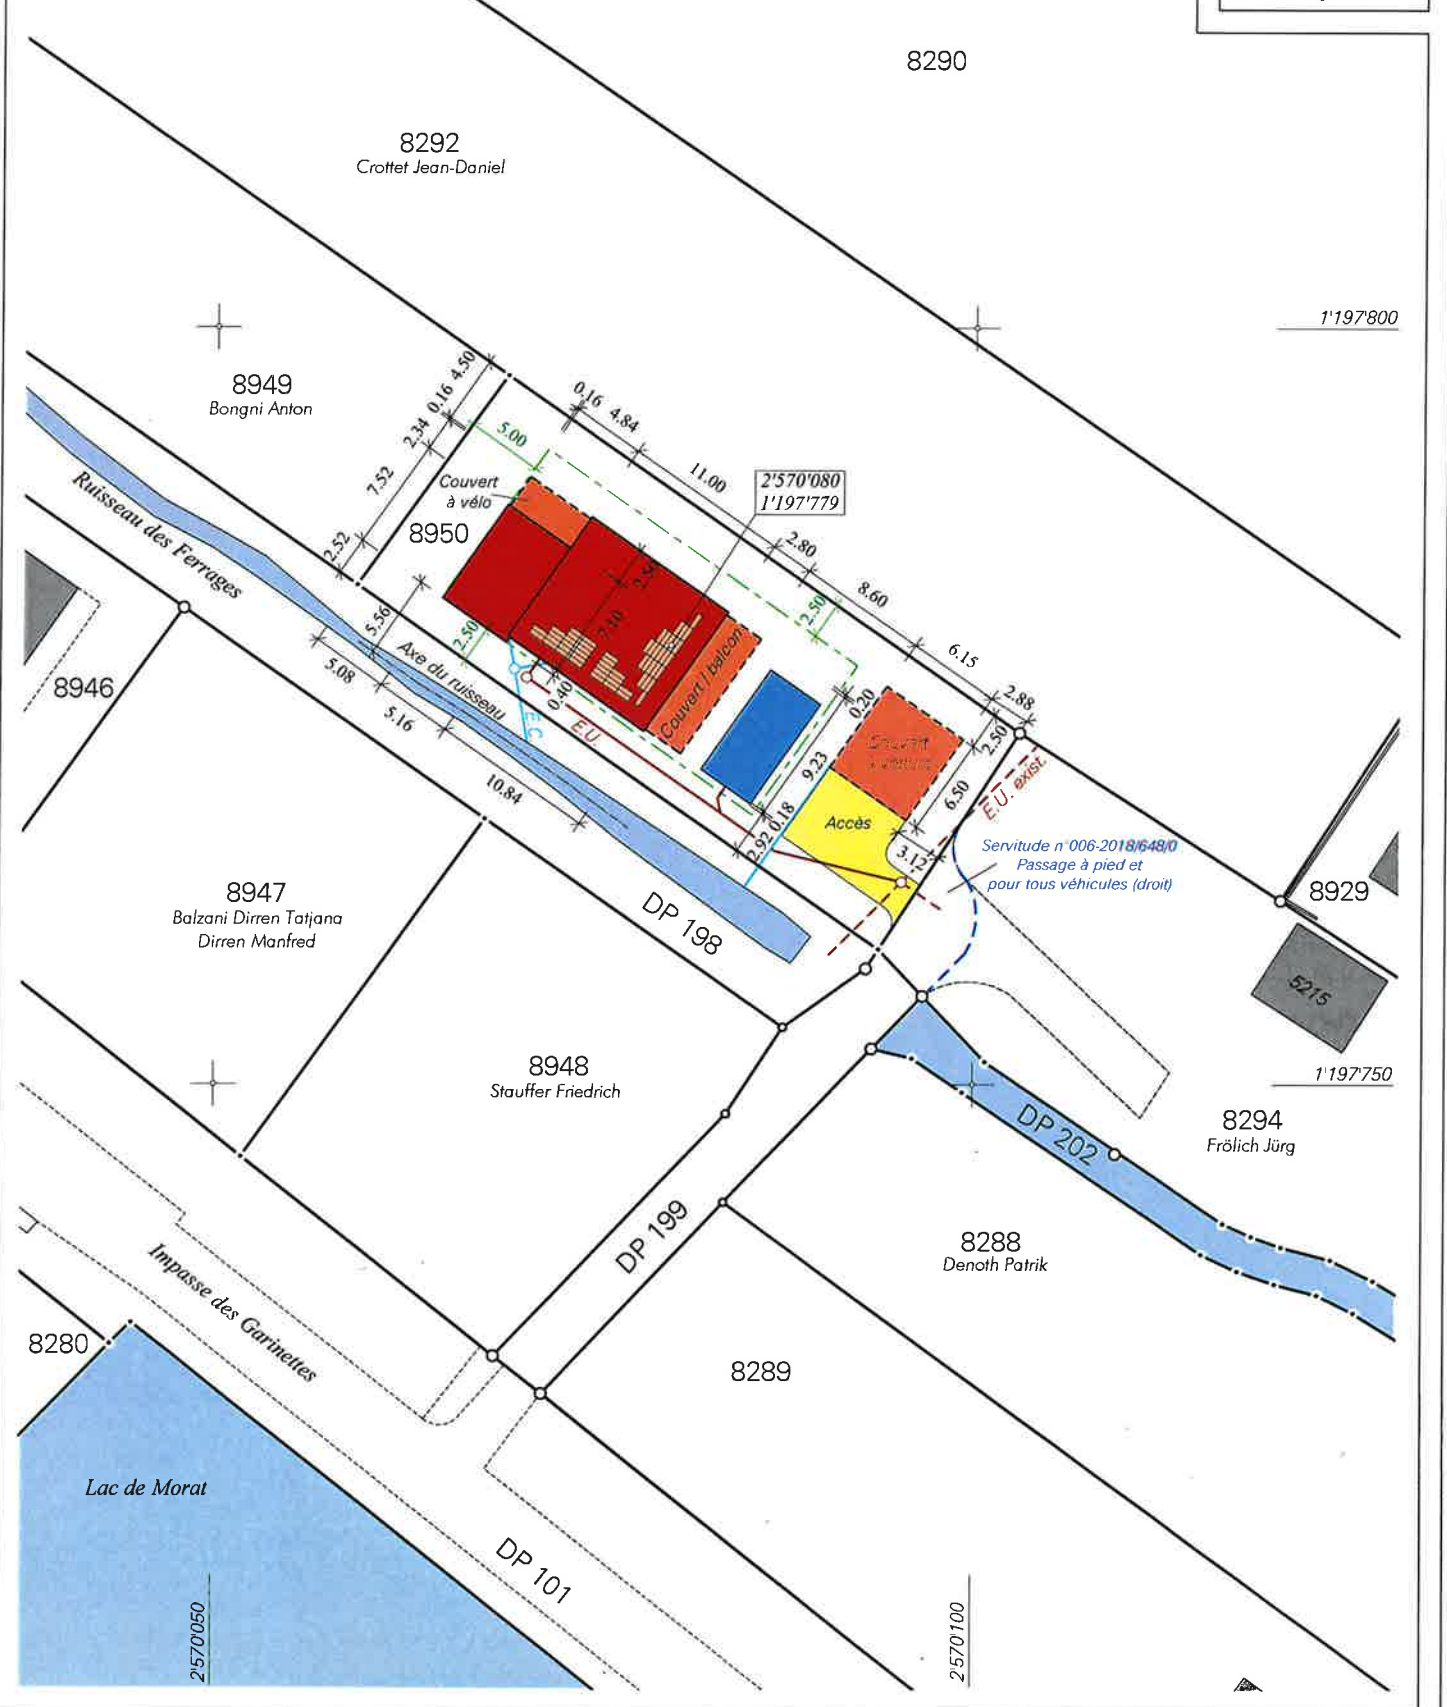 8290
8292
Crottet Jean-Daniel
1'197'800
8949
Bongni Anton
4.50
0.16
2.34
7.52
2.52
0.16
4.84
11.00
2.80
8.60
6.15
2.88
5.00
Couvert
à vélo
2'570'080
1'197'779
8950
Ruisseau des Ferrages
5.56
2.50
2.50
7.10
2.50
Couvert / balcon
0.40
E.C.
E.U.
Axe du ruisseau
5.08
5.16
10.84
0.20
9.23
0.18
2.92
Couvert
à voiture
2.50
6.50
3.12
E.U. exist.
Accès
Servitude n°006-2018/648/0
Passage à pied et
pour tous véhicules (droit)
8946
8929
5215
8947
Balzani Dirren Tatjana
Dirren Manfred
DP 198
8948
Stauffer Friedrich
1'197'750
DP 202
8294
Frölich Jürg
DP 199
8288
Denoth Patrik
Impasse des Garinettes
8280
8289
Lac de Morat
DP 101
2'570'050
2'570'100